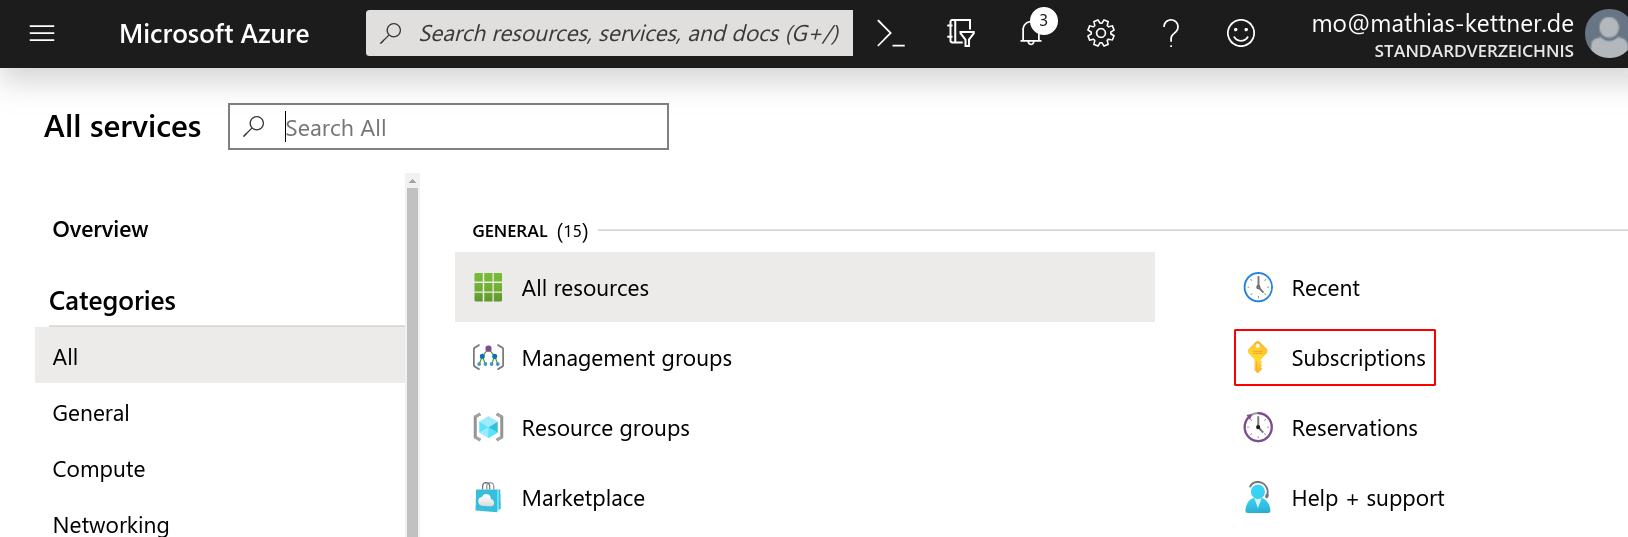 Microsoft Azure
Search resources, services, and docs (G+/)
3
mo@mathias-kettner.de
STANDARDVERZEICHNIS
All services
Search All
Overview
Categories
All
General
Compute
Networking
GENERAL (15)
All resources
Recent
Management groups
Subscriptions
Resource groups
Reservations
Marketplace
Help + support